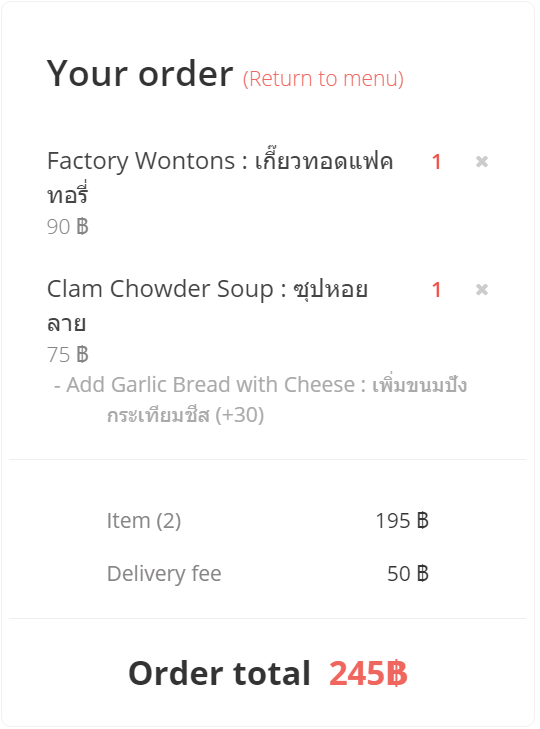 Your order (Return to menu)
Factory Wontons : เกี๊ยวทอดแฟค 1 ✖
ทอรี่
90 ฿
Clam Chowder Soup : ซุปหอย 1 ✖
ลาย
75 ฿
- Add Garlic Bread with Cheese : เพิ่มขนมปัง
กระเทียมชีส (+30)
Item (2) 195 ฿
Delivery fee 50 ฿
Order total 245฿